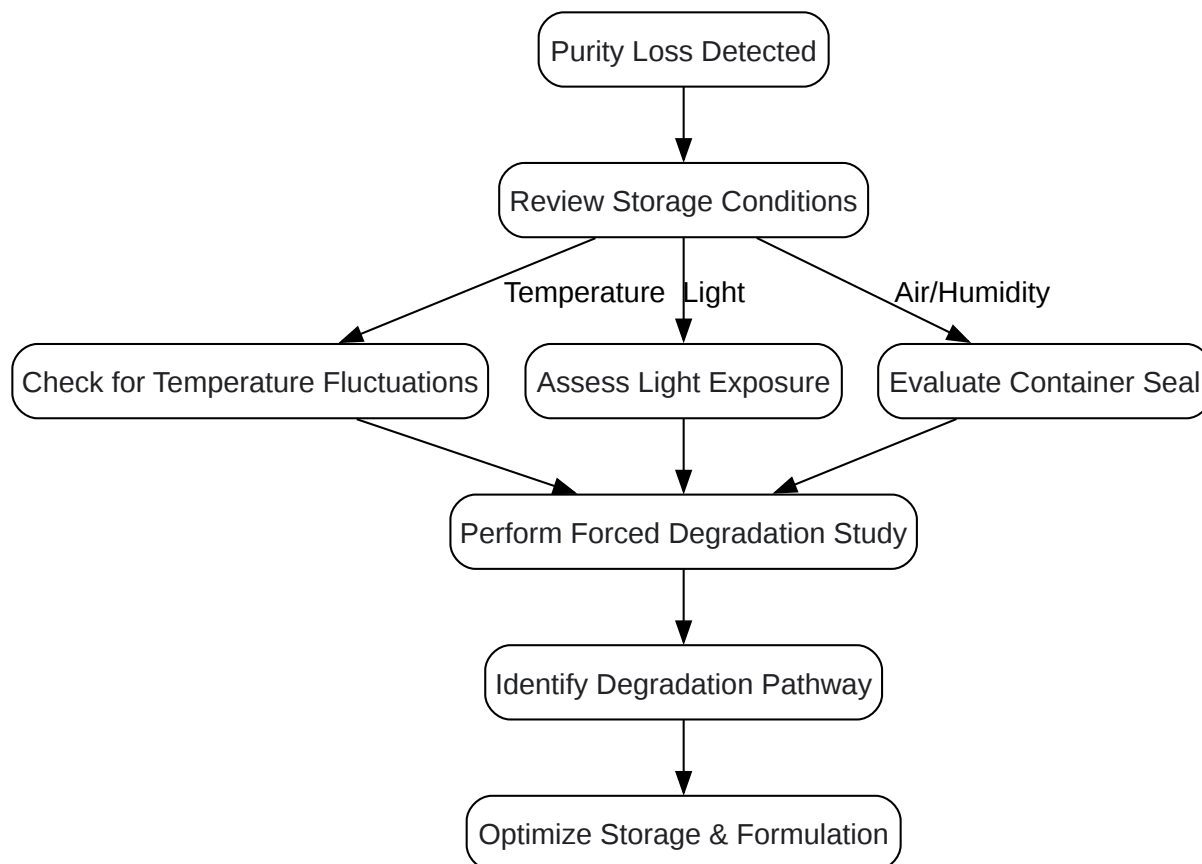 Purity Loss Detected
Review Storage Conditions
Temperature
Light
Air/Humidity
Check for Temperature Fluctuations
Assess Light Exposure
Evaluate Container Seal
Perform Forced Degradation Study
Identify Degradation Pathway
Optimize Storage & Formulation